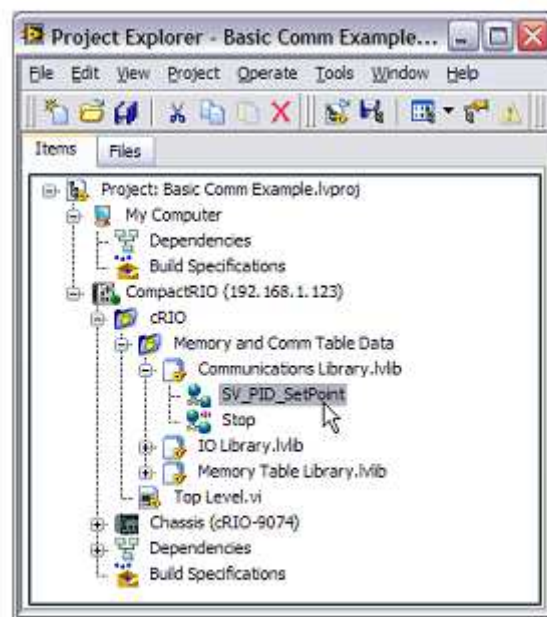 Project Explorer - Basic Comm Example...
File Edit View Project Operate Tools Window Help
Items Files
Project: Basic Comm Example.lvproj
My Computer
Dependencies
Build Specifications
CompactRIO (192.168.1.123)
cRIO
Memory and Comm Table Data
Communications Library.lvlib
SV_PID_SetPoint
Stop
IO Library.lvlib
Memory Table Library.lvlib
Top Level.vi
Chassis (cRIO-9074)
Dependencies
Build Specifications